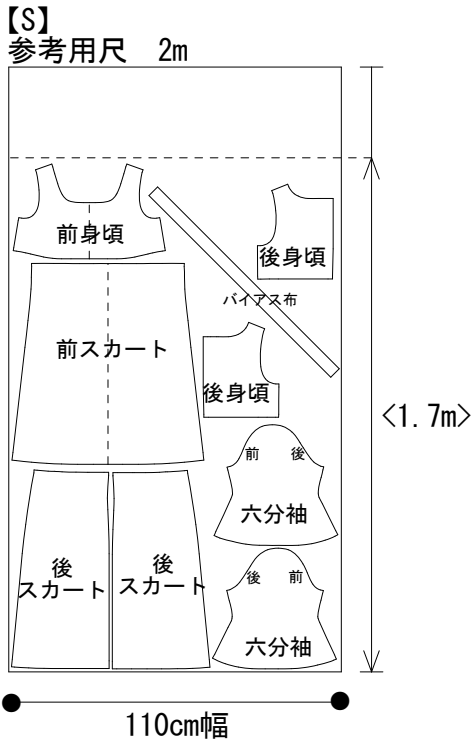 【S】
参考用尺 2m
前身頃
後身頃
バイアス布
前スカート
後身頃
<1.7m>
前 後
六分袖
後
スカート
後
スカート
後 前
六分袖
110cm幅